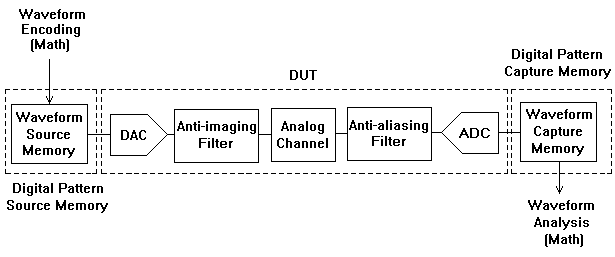 Waveform
Encoding
(Math)
Digital Pattern
Capture Memory
DUT
Waveform
Source
Memory
DAC
Anti-imaging
Filter
Analog
Channel
Anti-aliasing
Filter
ADC
Waveform
Capture
Memory
Digital Pattern
Source Memory
Waveform
Analysis
(Math)